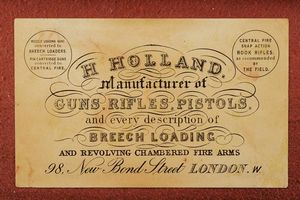 MUZZLE LOADING GUNS
converted to
BREECH LOADERS.
PIN CARTRIDGE GUNS
converted to
CENTRAL FIRE.
CENTRAL FIRE
SNAP ACTION
ROOK RIFLES.
as recommended
BY
THE FIELD.
H HOLLAND.
Manufacturer of
GUNS, RIFLES, PISTOLS,
and every description of
BREECH LOADING
AND REVOLVING CHAMBERED FIRE ARMS
98. New Bond Street LONDON. W.